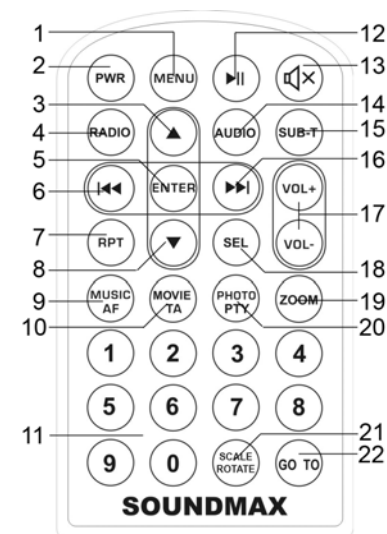 1 12
2 PWR MENU 13
3 14
4 RADIO AUDIO SUB-T 15
5 16
6 ENTER VOL+
17
7 RPT SEL VOL-
8 18
9 MUSIC AF MOVIE TA PHOTO PTY ZOOM 19
10 20
1 2 3 4
5 6 7 8
11 21
9 0 SCALE ROTATE GO TO 22
SOUNDMAX